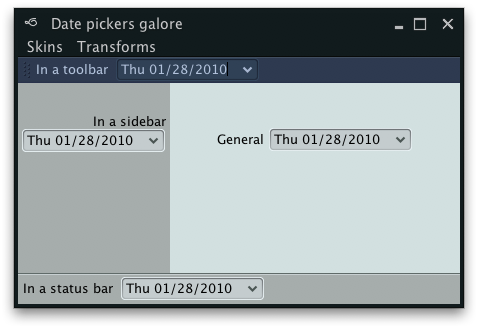 Date pickers galore
Skins Transforms
In a toolbar Thu 01/28/2010
In a sidebar
Thu 01/28/2010
General Thu 01/28/2010
In a status bar Thu 01/28/2010